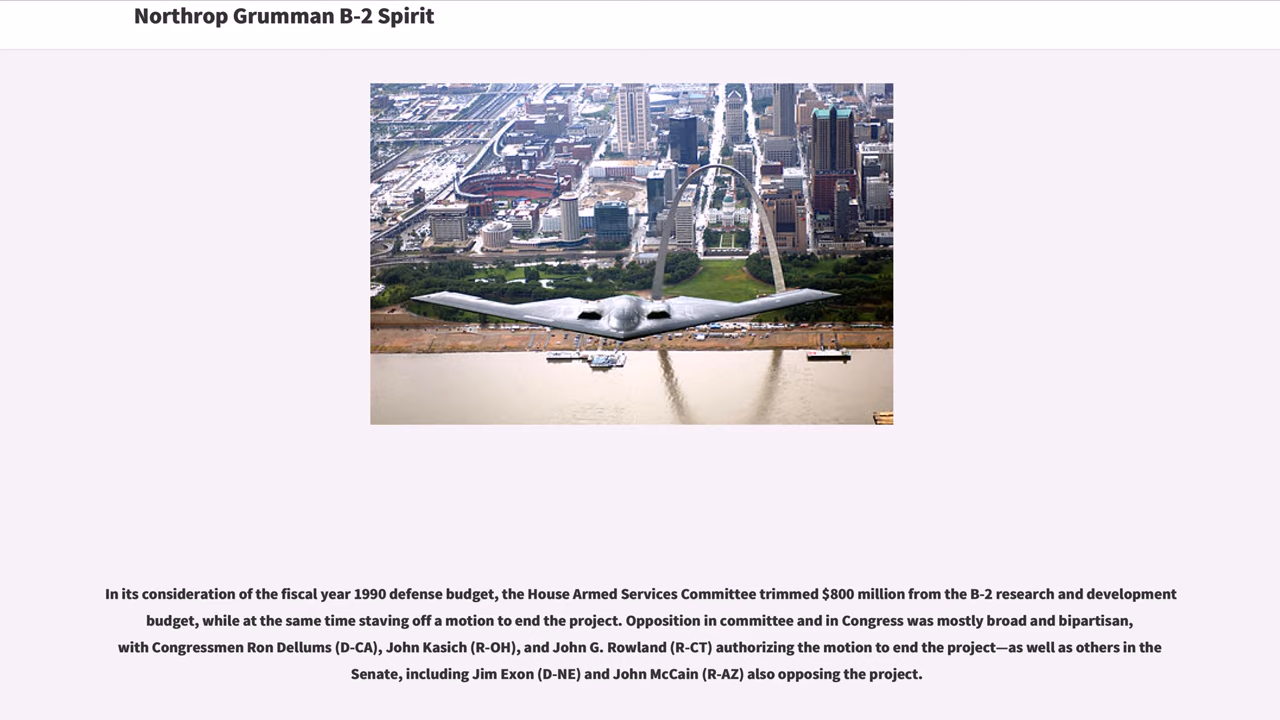 Northrop Grumman B-2 Spirit
In its consideration of the fiscal year 1990 defense budget, the House Armed Services Committee trimmed $800 million from the B-2 research and development
budget, while at the same time staving off a motion to end the project. Opposition in committee and in Congress was mostly broad and bipartisan,
with Congressmen Ron Dellums (D-CA), John Kasich (R-OH), and John G. Rowland (R-CT) authorizing the motion to end the project—as well as others in the
Senate, including Jim Exon (D-NE) and John McCain (R-AZ) also opposing the project.